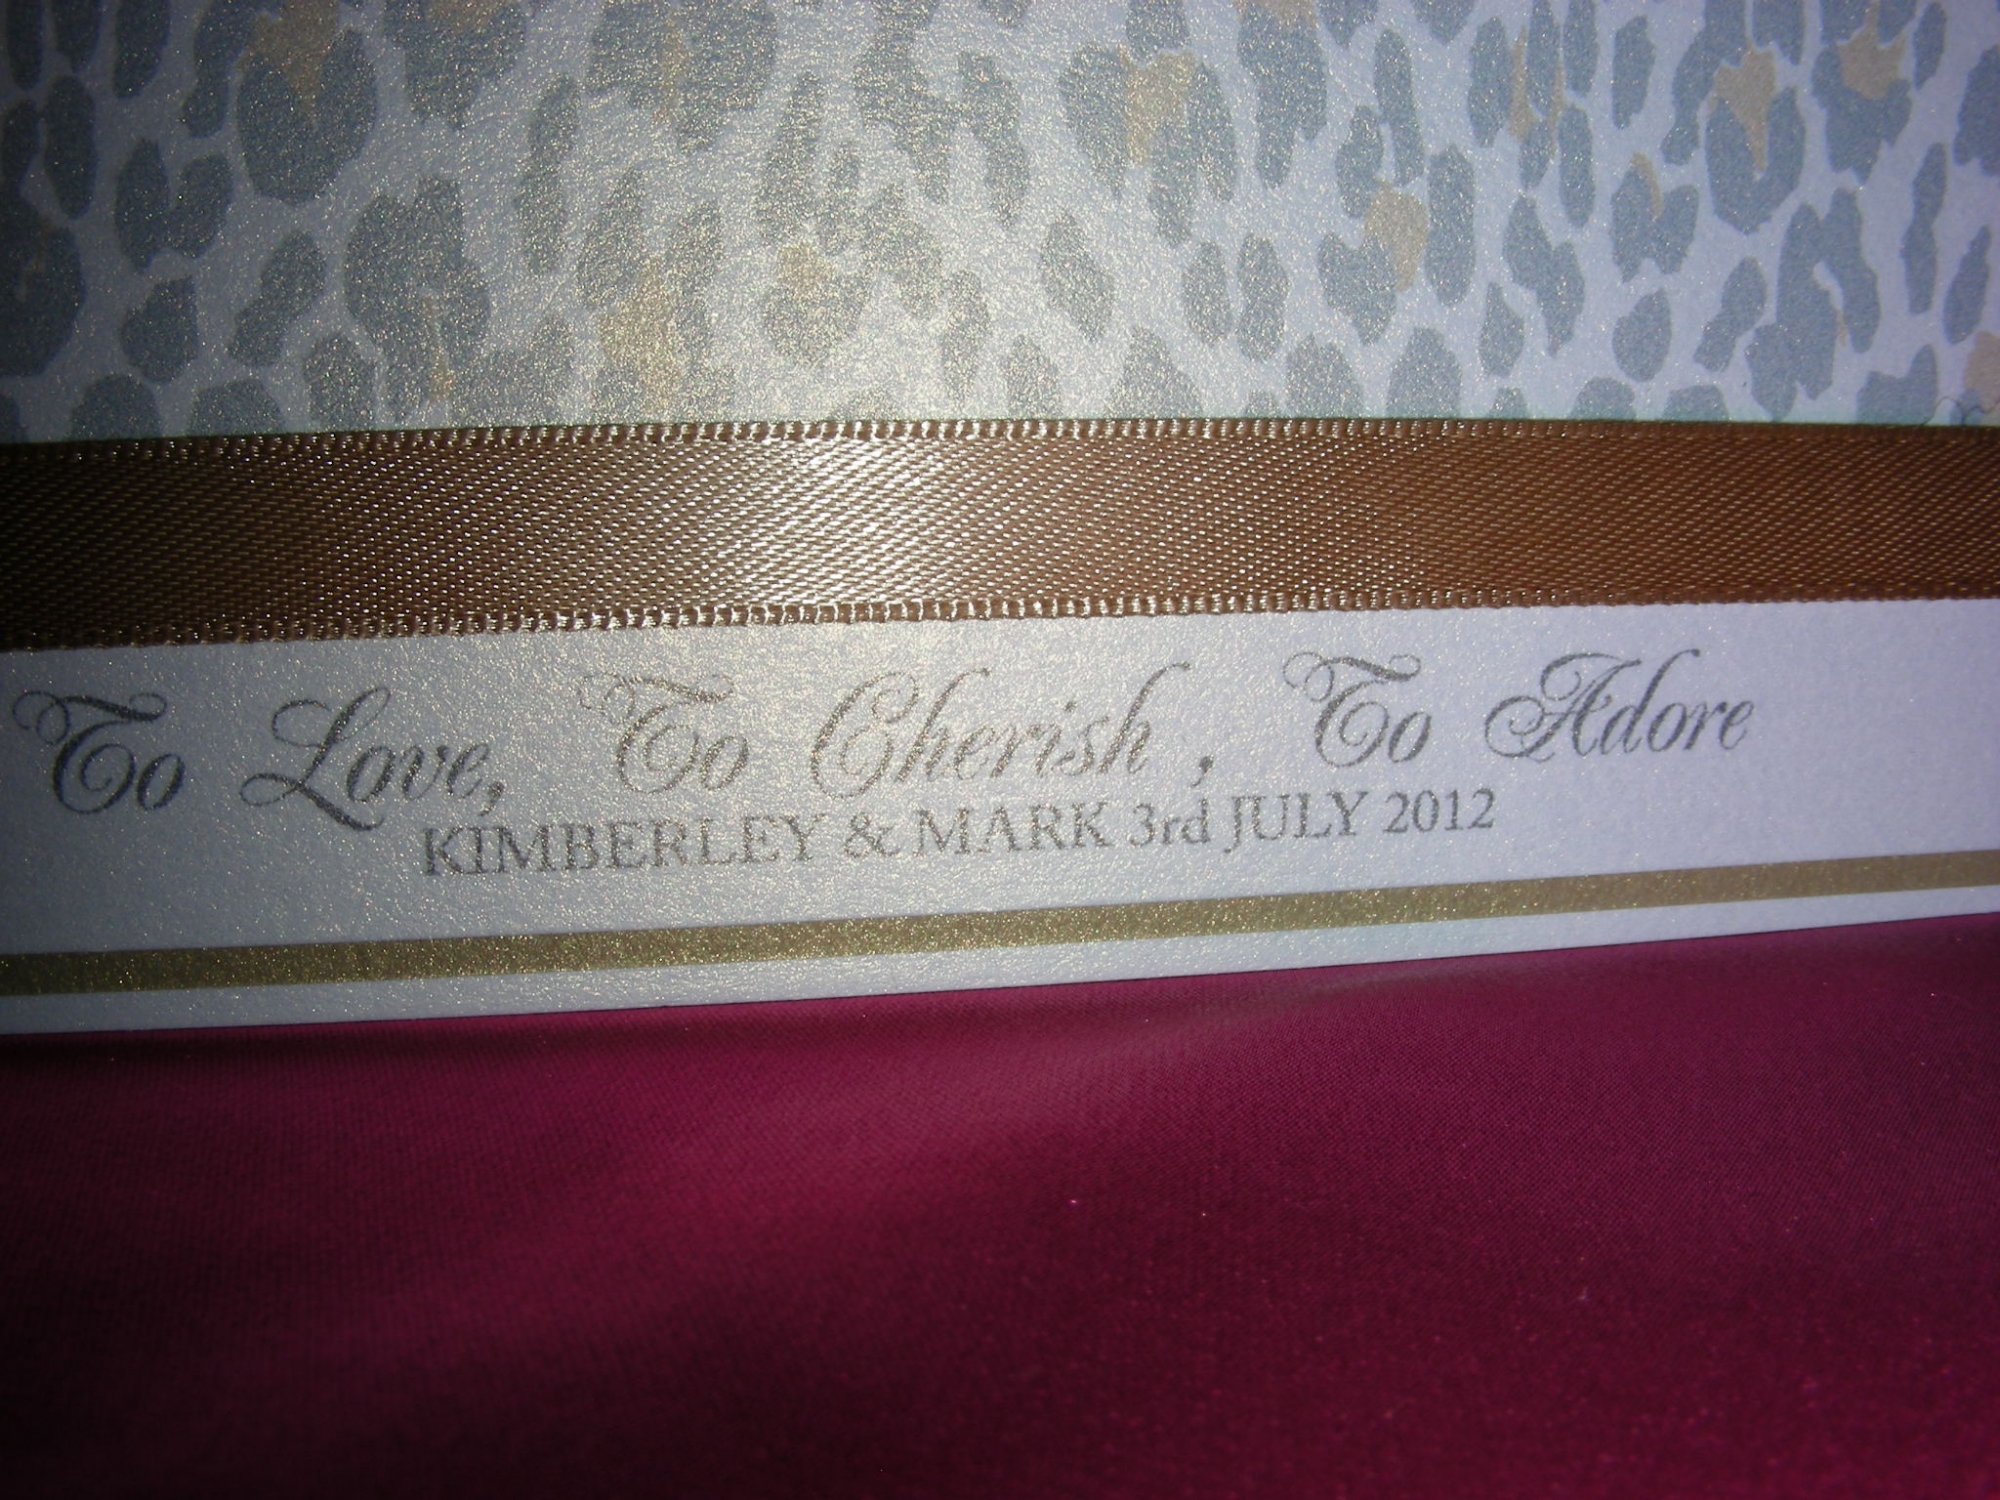 To Love, To Cherish , To Adore
KIMBERLEY & MARK 3rd JULY 2012